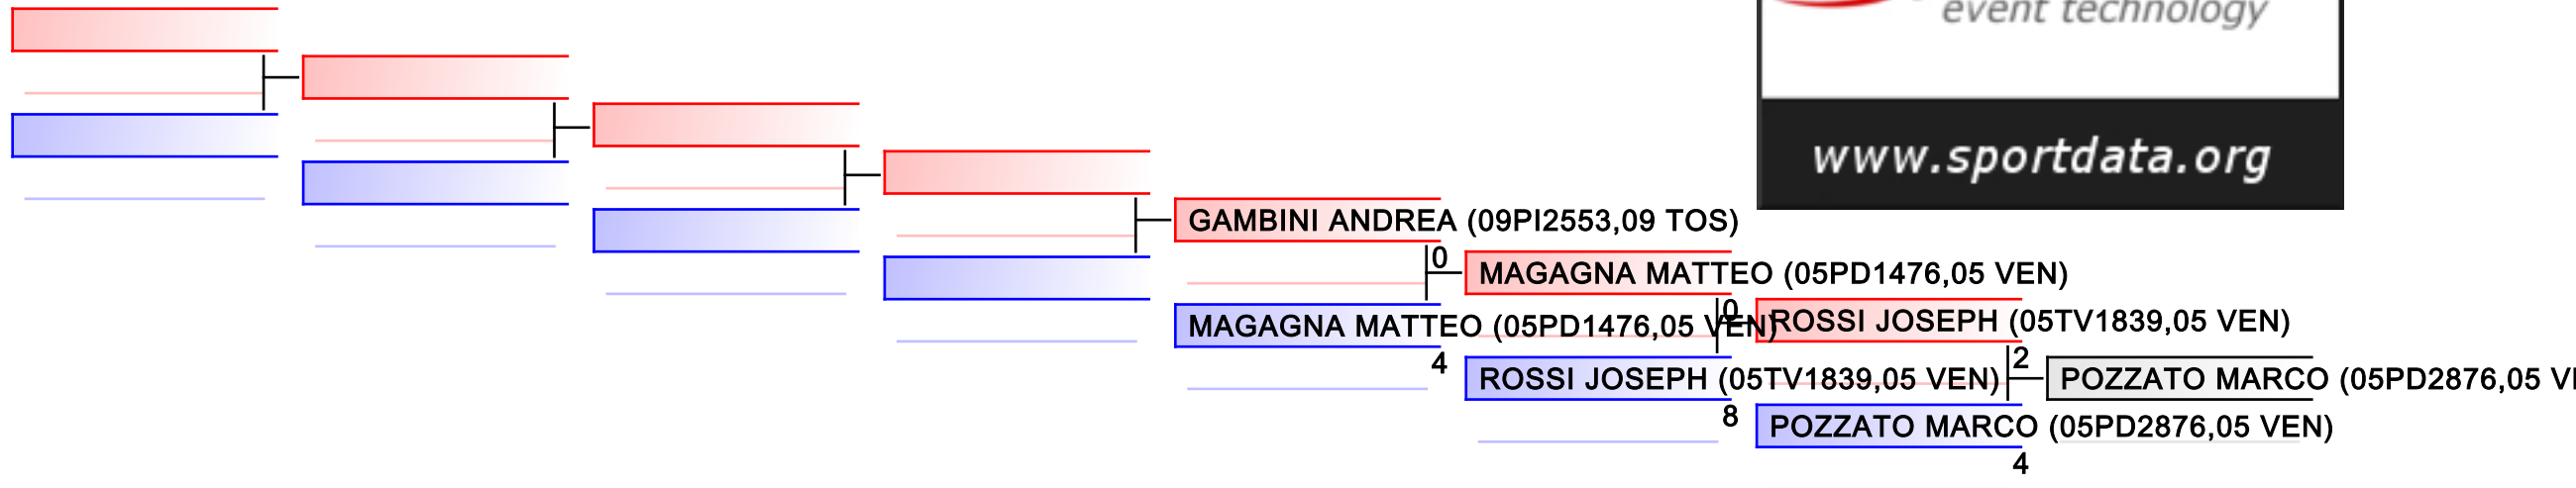 event technology
www.sportdata.org
GAMBINI ANDREA (09PI2553,09 TOS)
0
MAGAGNA MATTEO (05PD1476,05 VEN)
MAGAGNA MATTEO (05PD1476,05 VEN)
4
0
ROSSI JOSEPH (05TV1839,05 VEN)
ROSSI JOSEPH (05TV1839,05 VEN)
8
2
POZZATO MARCO (05PD2876,05 V
POZZATO MARCO (05PD2876,05 VEN)
4